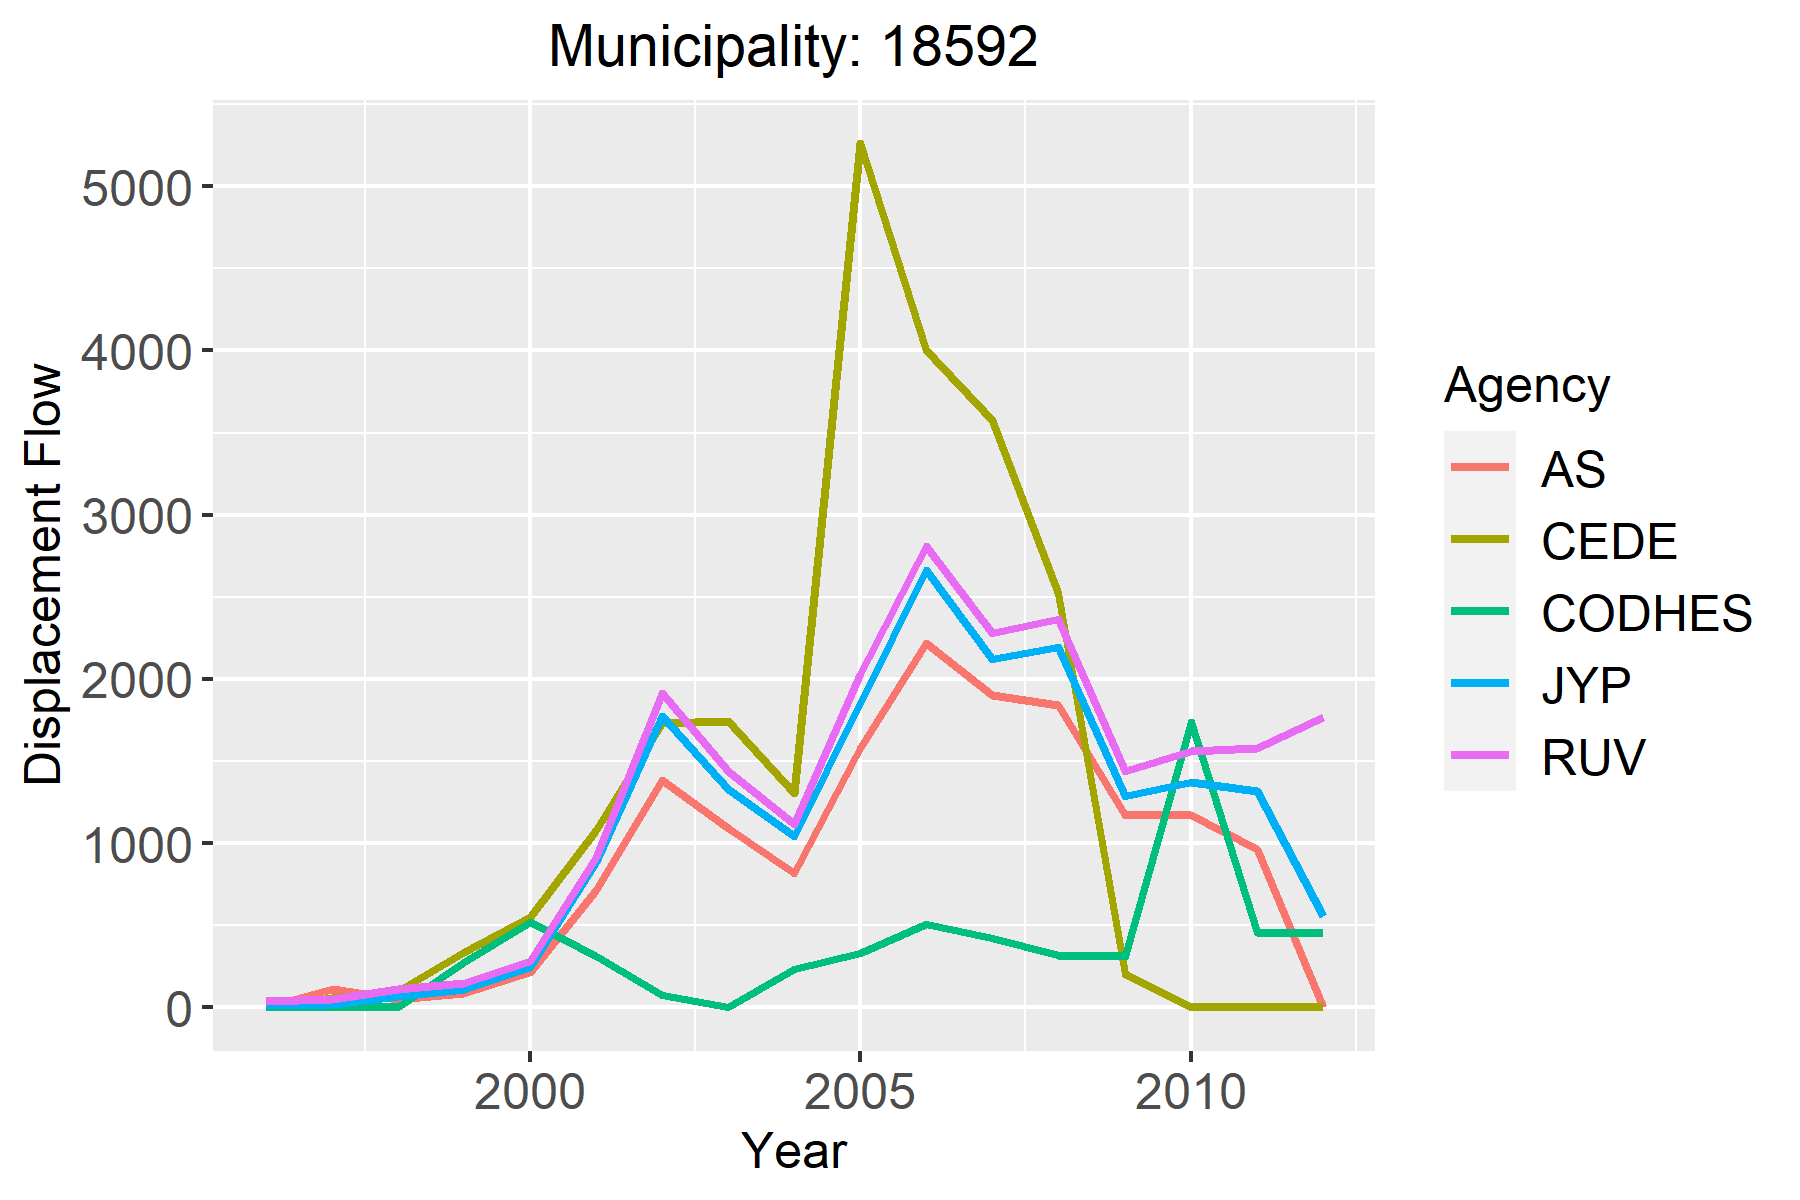 Municipality: 18592
Displacement Flow
5000
4000
3000
2000
1000
0
2000 2005 2010
Year
Agency
AS
CEDE
CODHES
JYP
RUV